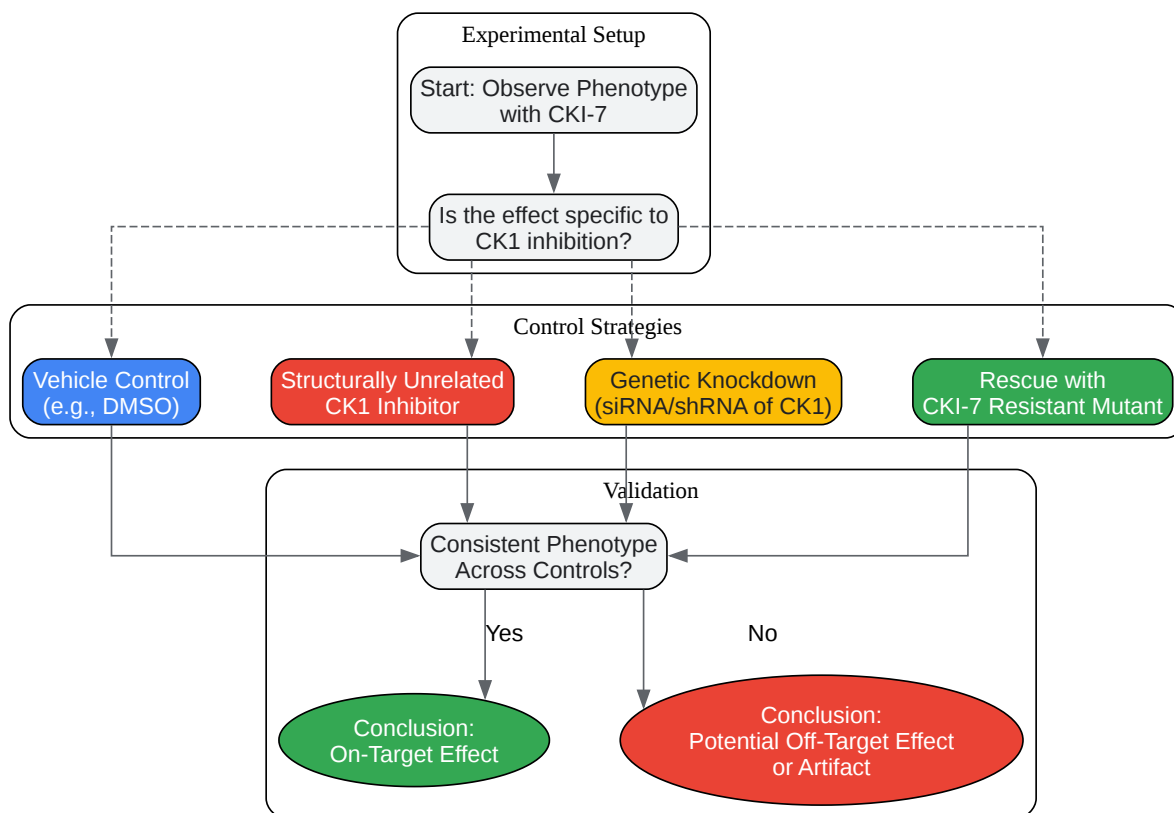 Experimental Setup
Start: Observe Phenotype
with CKI-7
Is the effect specific to
CK1 inhibition?
Control Strategies
Vehicle Control
(e.g., DMSO)
Structurally Unrelated
CK1 Inhibitor
Genetic Knockdown
(siRNA/shRNA of CK1)
Rescue with
CKI-7 Resistant Mutant
Validation
Consistent Phenotype
Across Controls?
Yes
No
Conclusion:
On-Target Effect
Conclusion:
Potential Off-Target Effect
or Artifact